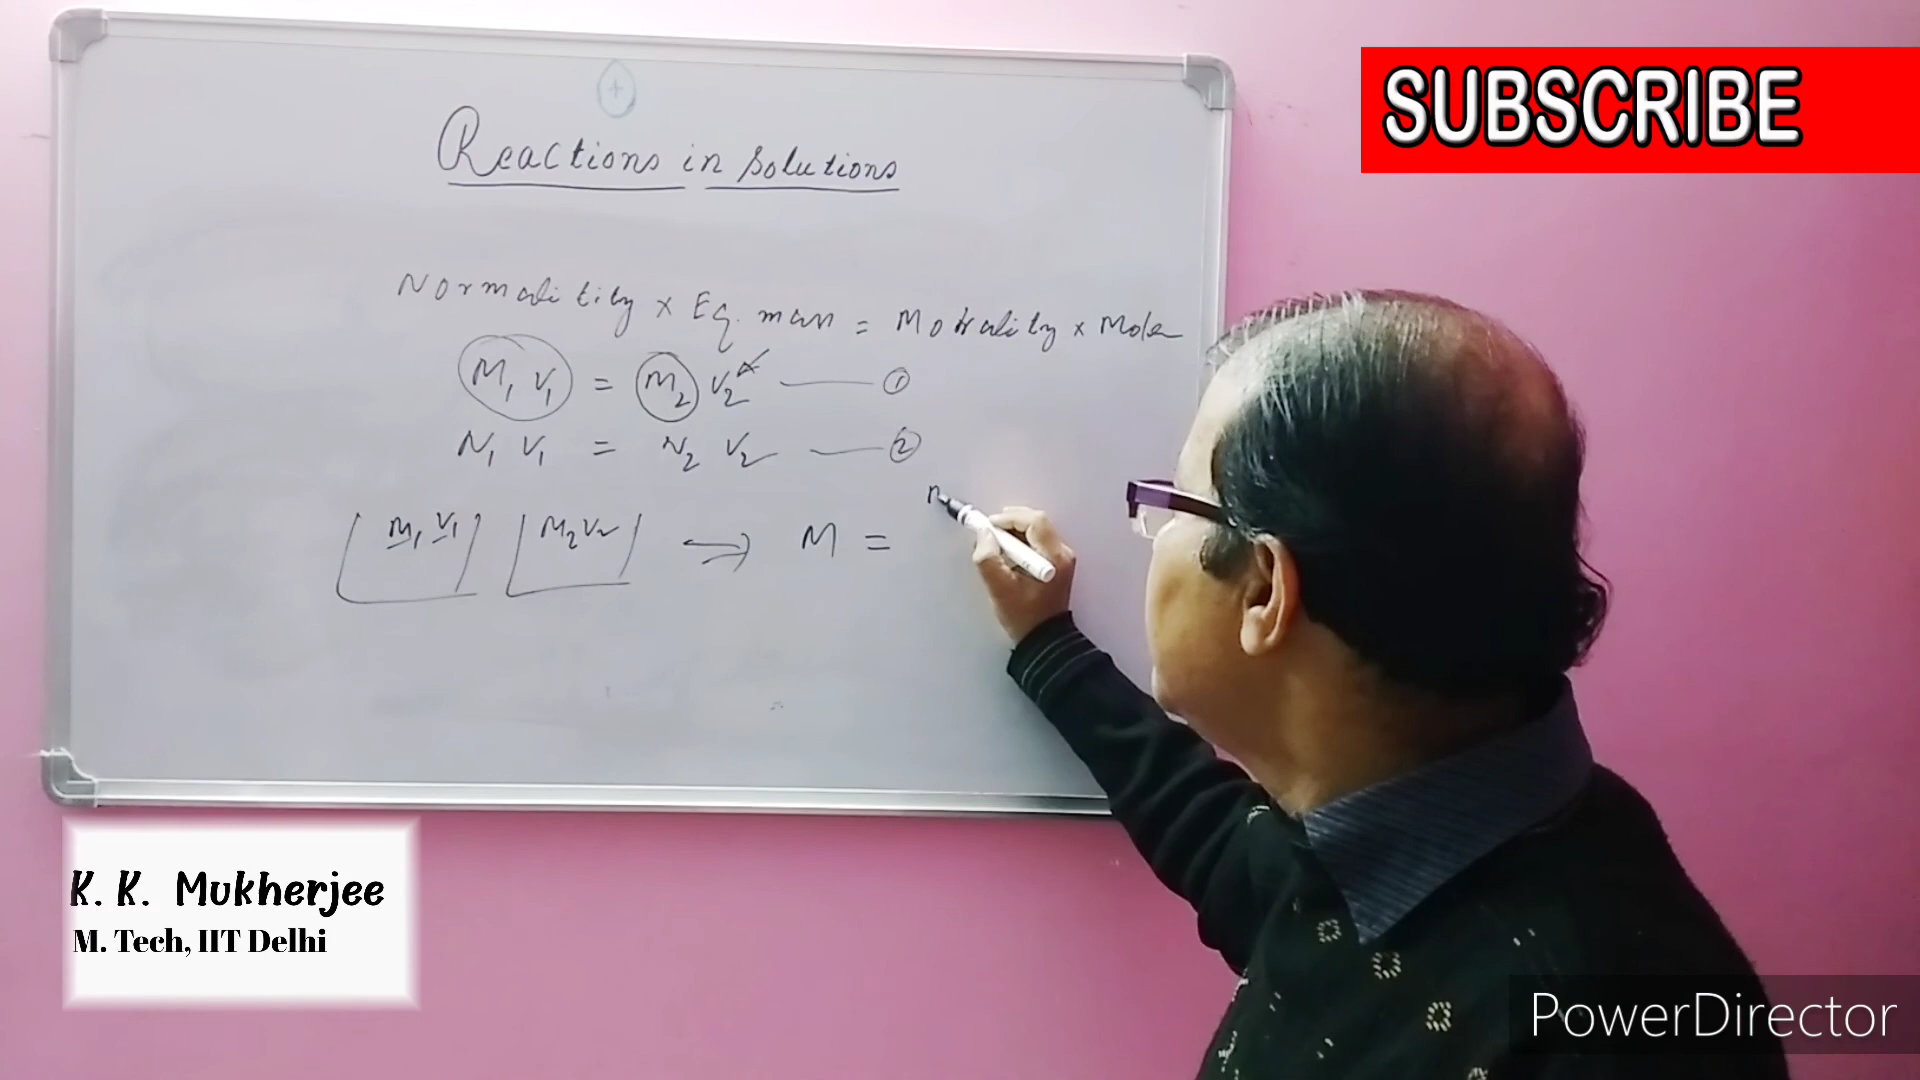 SUBSCRIBE
+
Reactions in solutions
Normality x Eq. mass = Molality x Mola
M₁ V₁ = M₂ V₂ —— ①
N₁ V₁ = N₂ V₂ —— ②
M₁ V₁ M₂ V₂ → M =
K. K. Mukherjee
M. Tech, IIT Delhi
PowerDirector